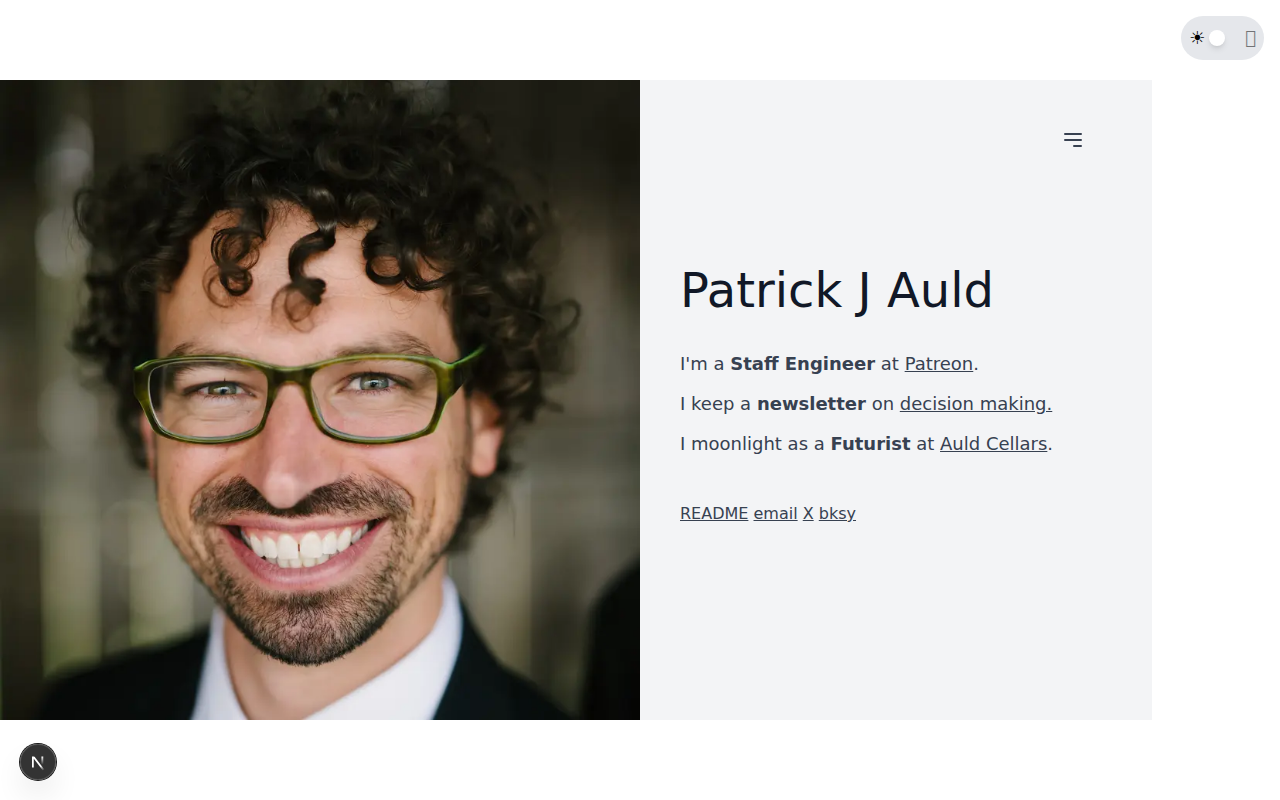 Patrick J Auld
I'm a Staff Engineer at Patreon.
I keep a newsletter on decision making.
I moonlight as a Futurist at Auld Cellars.
README email X bksy
N